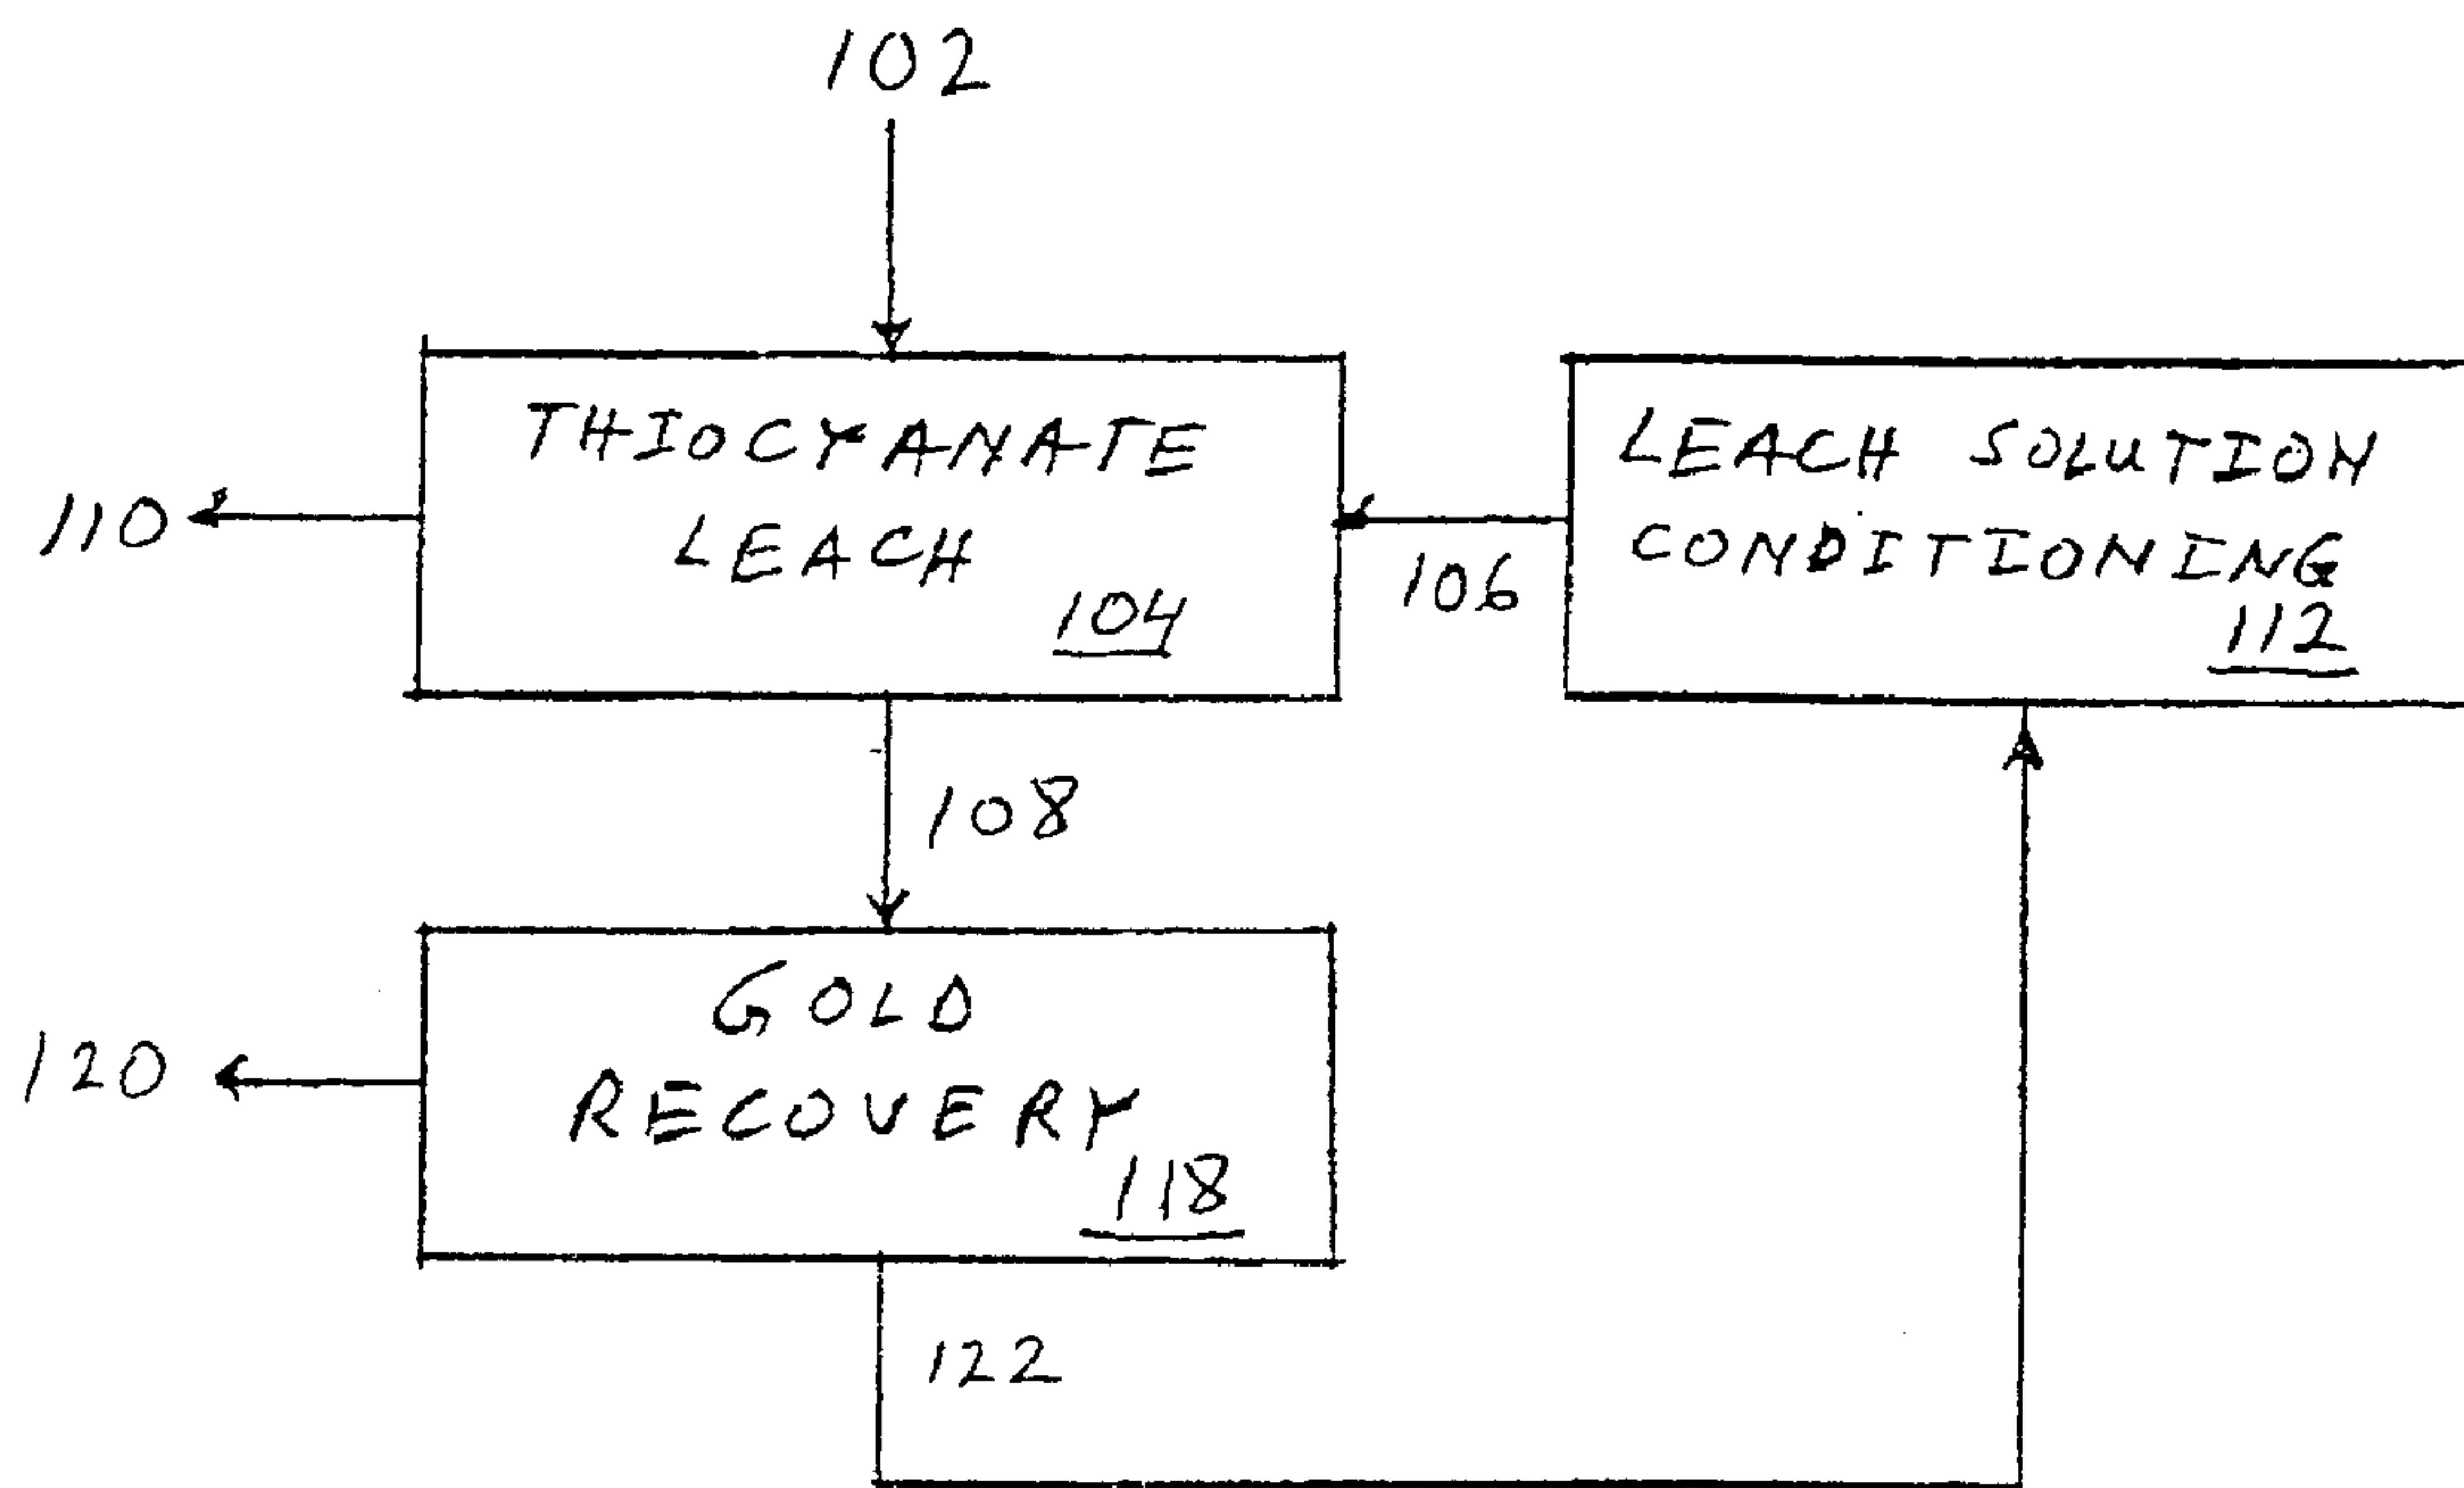 102
THIOCYANATE
LEACH
104
110
106
LEACH SOLUTION
CONDITIONING
112
108
GOLD
RECOVERY
118
120
122